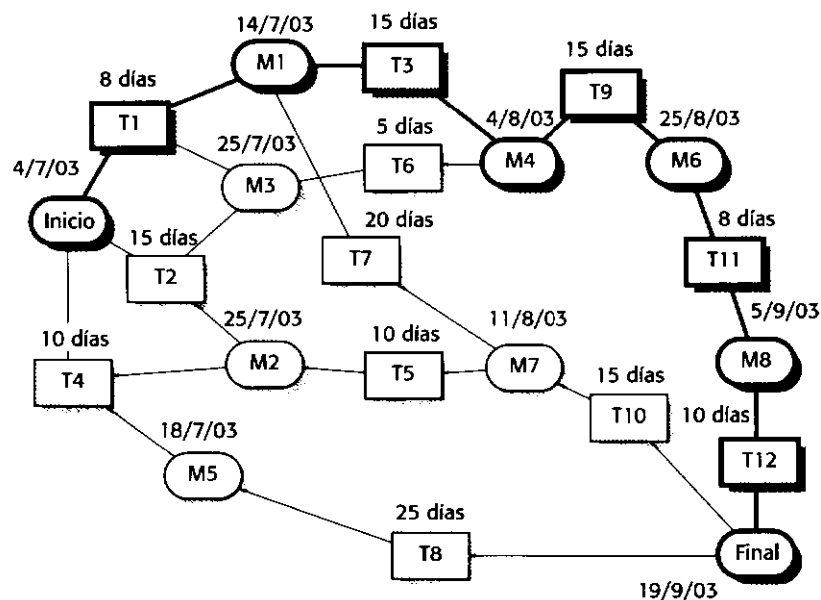 14/7/03
15 días
M1
T3
15 días
8 días
T9
T1
4/8/03
25/8/03
25/7/03
5 días
4/7/03
M3
T6
M4
M6
Inicio
15 días
20 días
8 días
T2
T7
T11
25/7/03
11/8/03
5/9/03
10 días
M2
10 días
M7
M8
T4
T5
15 días
10 días
T10
18/7/03
M5
T12
25 días
T8
Final
19/9/03